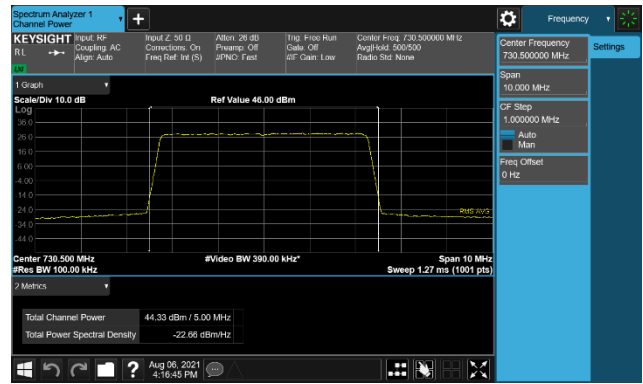 Spectrum Analyzer 1
Channel Power
+
Frequency
KEYSIGHT
RL
Input: RF
Coupling: AC
Align: Auto
Input Z: 50 Ω
Corrections: On
Freq Ref: Int (S)
Atten: 26 dB
Preamp: Off
#PNO: Fast
Trig: Free Run
Gate: Off
#IF Gain: Low
Center Freq: 730.500000 MHz
Avg|Hold: 500/500
Radio Std: None
Center Frequency
730.500000 MHz
Settings
Span
10.000 MHz
CF Step
1.000000 MHz
Auto
Man
Freq Offset
0 Hz
1 Graph
Scale/Div 10.0 dB
Ref Value 46.00 dBm
Log
36.0
26.0
16.0
6.00
-4.00
-14.0
-24.0
-34.0
-44.0
RMS AVG
Center 730.500 MHz
#Video BW 390.00 kHz*
Span 10 MHz
#Res BW 100.00 kHz
Sweep 1.27 ms (1001 pts)
2 Metrics
Total Channel Power 44.33 dBm / 5.00 MHz
Total Power Spectral Density -22.66 dBm/Hz
?
Aug 06, 2021
4:16:45 PM